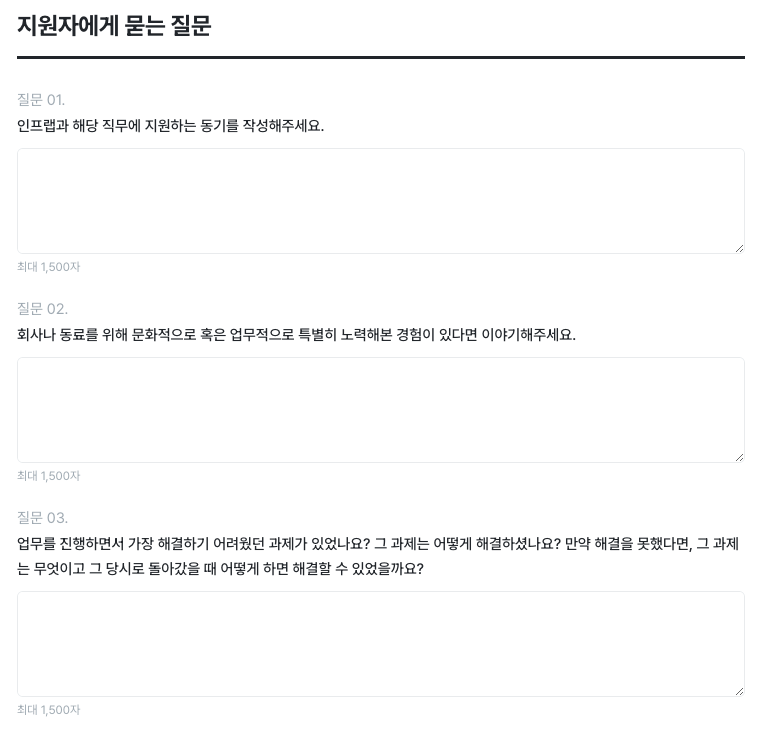 지원자에게 묻는 질문
질문 01.
인프랩과 해당 직무에 지원하는 동기를 작성해주세요.
최대 1,500자
질문 02.
회사나 동료를 위해 문화적으로 혹은 업무적으로 특별히 노력해본 경험이 있다면 이야기해주세요.
최대 1,500자
질문 03.
업무를 진행하면서 가장 해결하기 어려웠던 과제가 있었나요? 그 과제는 어떻게 해결하셨나요? 만약 해결을 못했다면, 그 과제
는 무엇이고 그 당시로 돌아갔을 때 어떻게 하면 해결할 수 있었을까요?
최대 1,500자